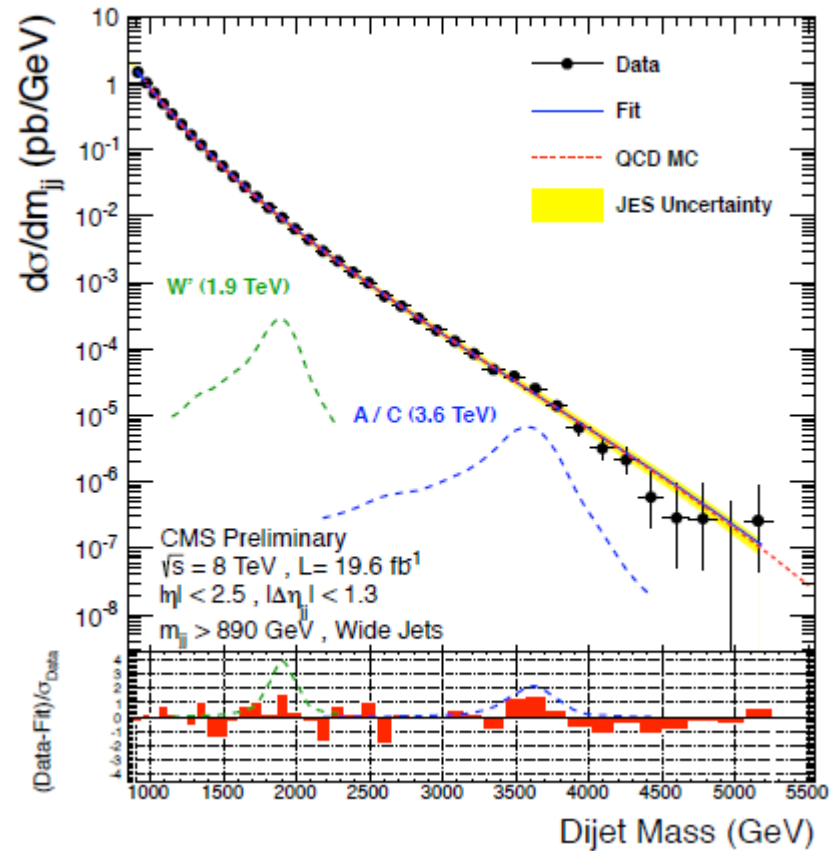 dσ/dm_jj (pb/GeV)
10
1
10^-1
10^-2
10^-3
10^-4
10^-5
10^-6
10^-7
10^-8
Data
Fit
QCD MC
JES Uncertainty
W' (1.9 TeV)
A / C (3.6 TeV)
CMS Preliminary
√s = 8 TeV , L= 19.6 fb^1
|η| < 2.5 , |Δη_jj| < 1.3
m_jj > 890 GeV , Wide Jets
(Data-Fit)/σ_Data
4
3
2
1
0
-1
-2
-3
-4
1000 1500 2000 2500 3000 3500 4000 4500 5000 5500
Dijet Mass (GeV)